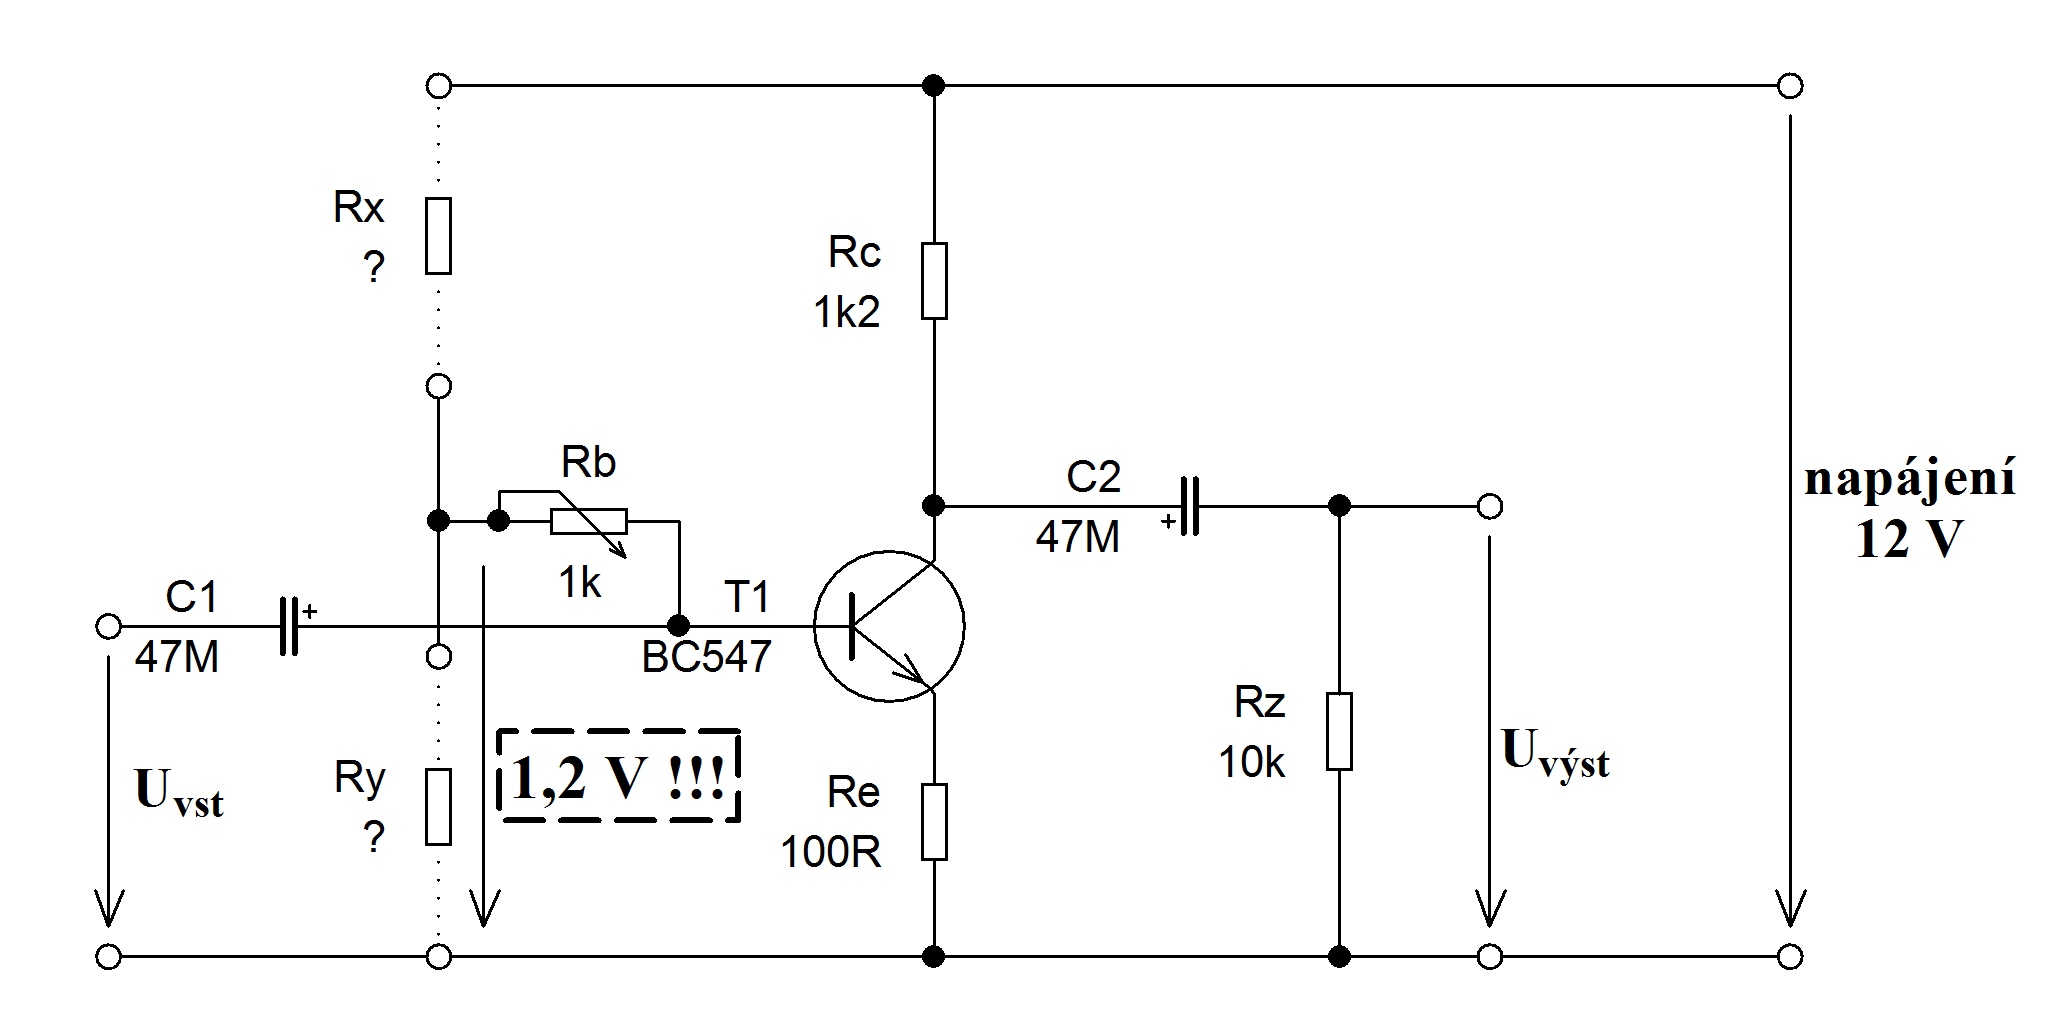 Rx
?
Rc
1k2
Rb
1k
C1
47M
T1
BC547
C2
47M
napájení
12 V
Uvst
Ry
?
1,2 V !!!
Re
100R
Rz
10k
Uvýst